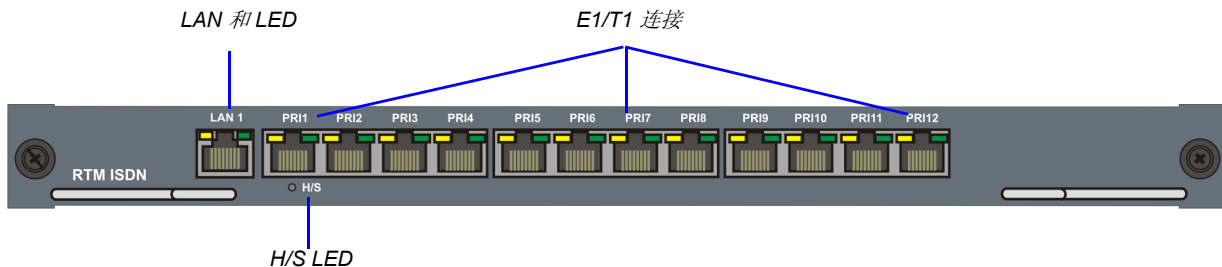 LAN 和 LED
E1/T1 连接
LAN 1 PRI1 PRI2 PRI3 PRI4 PRI5 PRI6 PRI7 PRI8 PRI9 PRI10 PRI11 PRI12
RTM ISDN
H/S
H/S LED